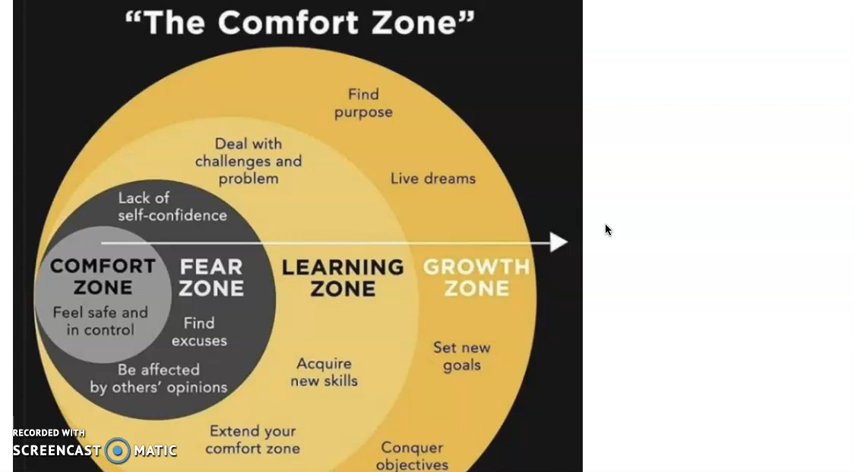 “The Comfort Zone”
Find
purpose
Deal with
challenges and
problem
Live dreams
Lack of
self-confidence
COMFORT
ZONE
Feel safe and
in control
FEAR
ZONE
Find
excuses
Be affected
by others’ opinions
LEARNING
ZONE
Acquire
new skills
Extend your
comfort zone
GROWTH
ZONE
Set new
goals
Conquer
objectives
RECORDED WITH
SCREENCAST MATIC